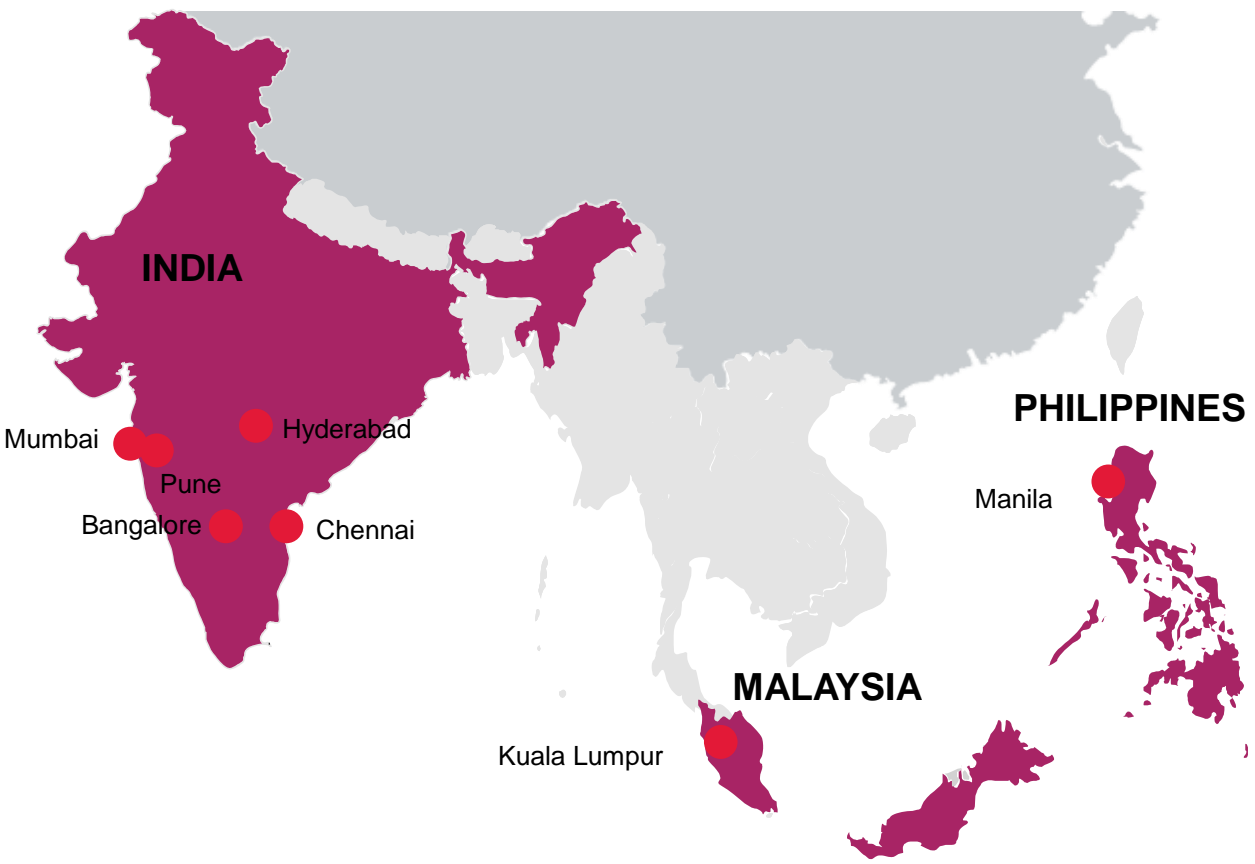 INDIA
PHILIPPINES
Mumbai
Hyderabad
Pune
Manila
Bangalore
Chennai
MALAYSIA
Kuala Lumpur